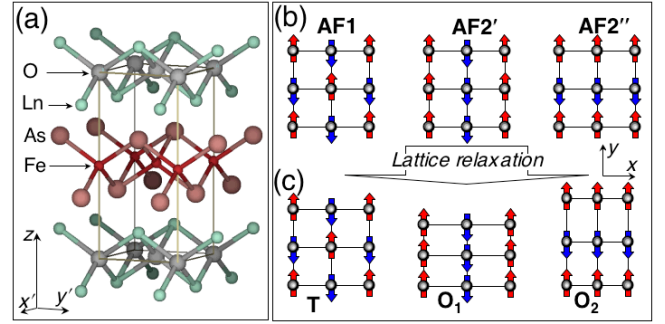 (a)
O
Ln
As
Fe
z
x′ y′
(b) AF1 AF2′ AF2′′
Lattice relaxation
y
x
(c)
T O1 O2